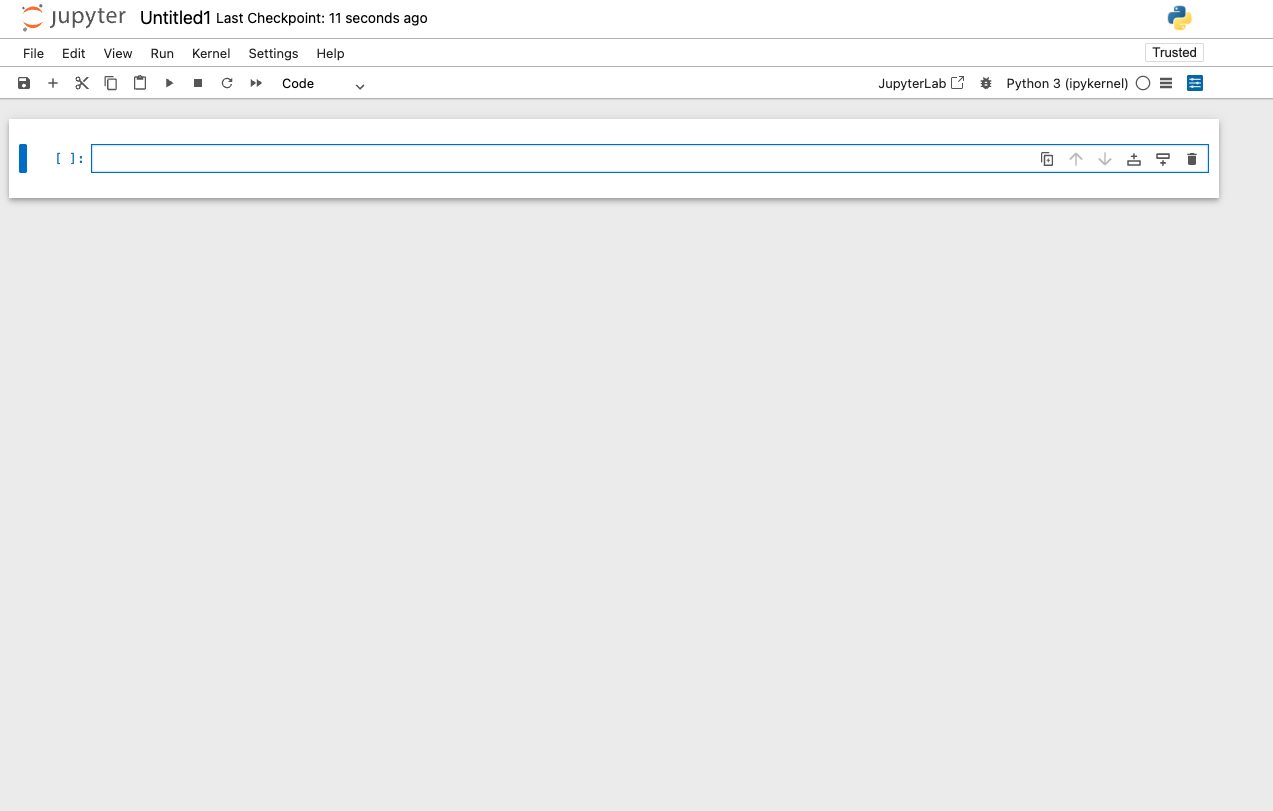 jupyter Untitled1 Last Checkpoint: 11 seconds ago
File Edit View Run Kernel Settings Help Trusted
Code JupyterLab Python 3 (ipykernel)
[ ]: